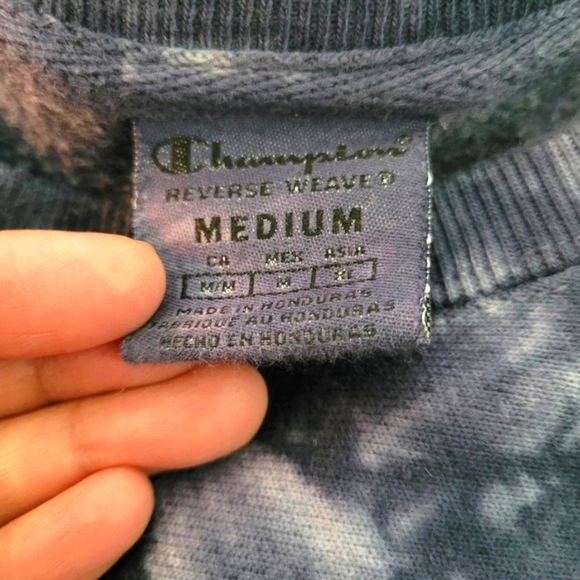 Champion
REVERSE WEAVE®
MEDIUM
CA MEX ASIA
M/M M XL
MADE IN HONDURAS
FABRIQUE AU HONDURAS
HECHO EN HONDURAS